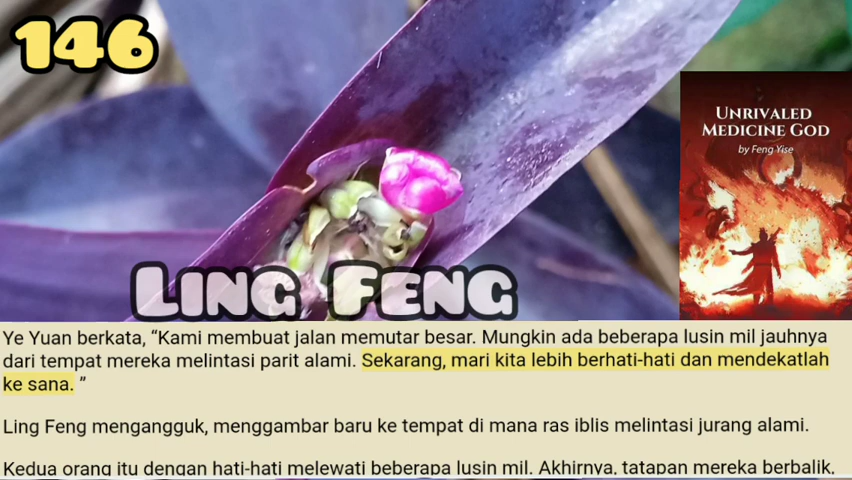 146
UNRIVALED
MEDICINE GOD
by Feng Yise
LING FENG
Ye Yuan berkata, “Kami membuat jalan memutar besar. Mungkin ada beberapa lusin mil jauhnya
dari tempat mereka melintasi parit alami. Sekarang, mari kita lebih berhati-hati dan mendekatlah
ke sana. ”
Ling Feng mengangguk, menggambar baru ke tempat di mana ras iblis melintasi jurang alami.
Kedua orang itu dengan hati-hati melewati beberapa lusin mil. Akhirnya, tatapan mereka berbalik,